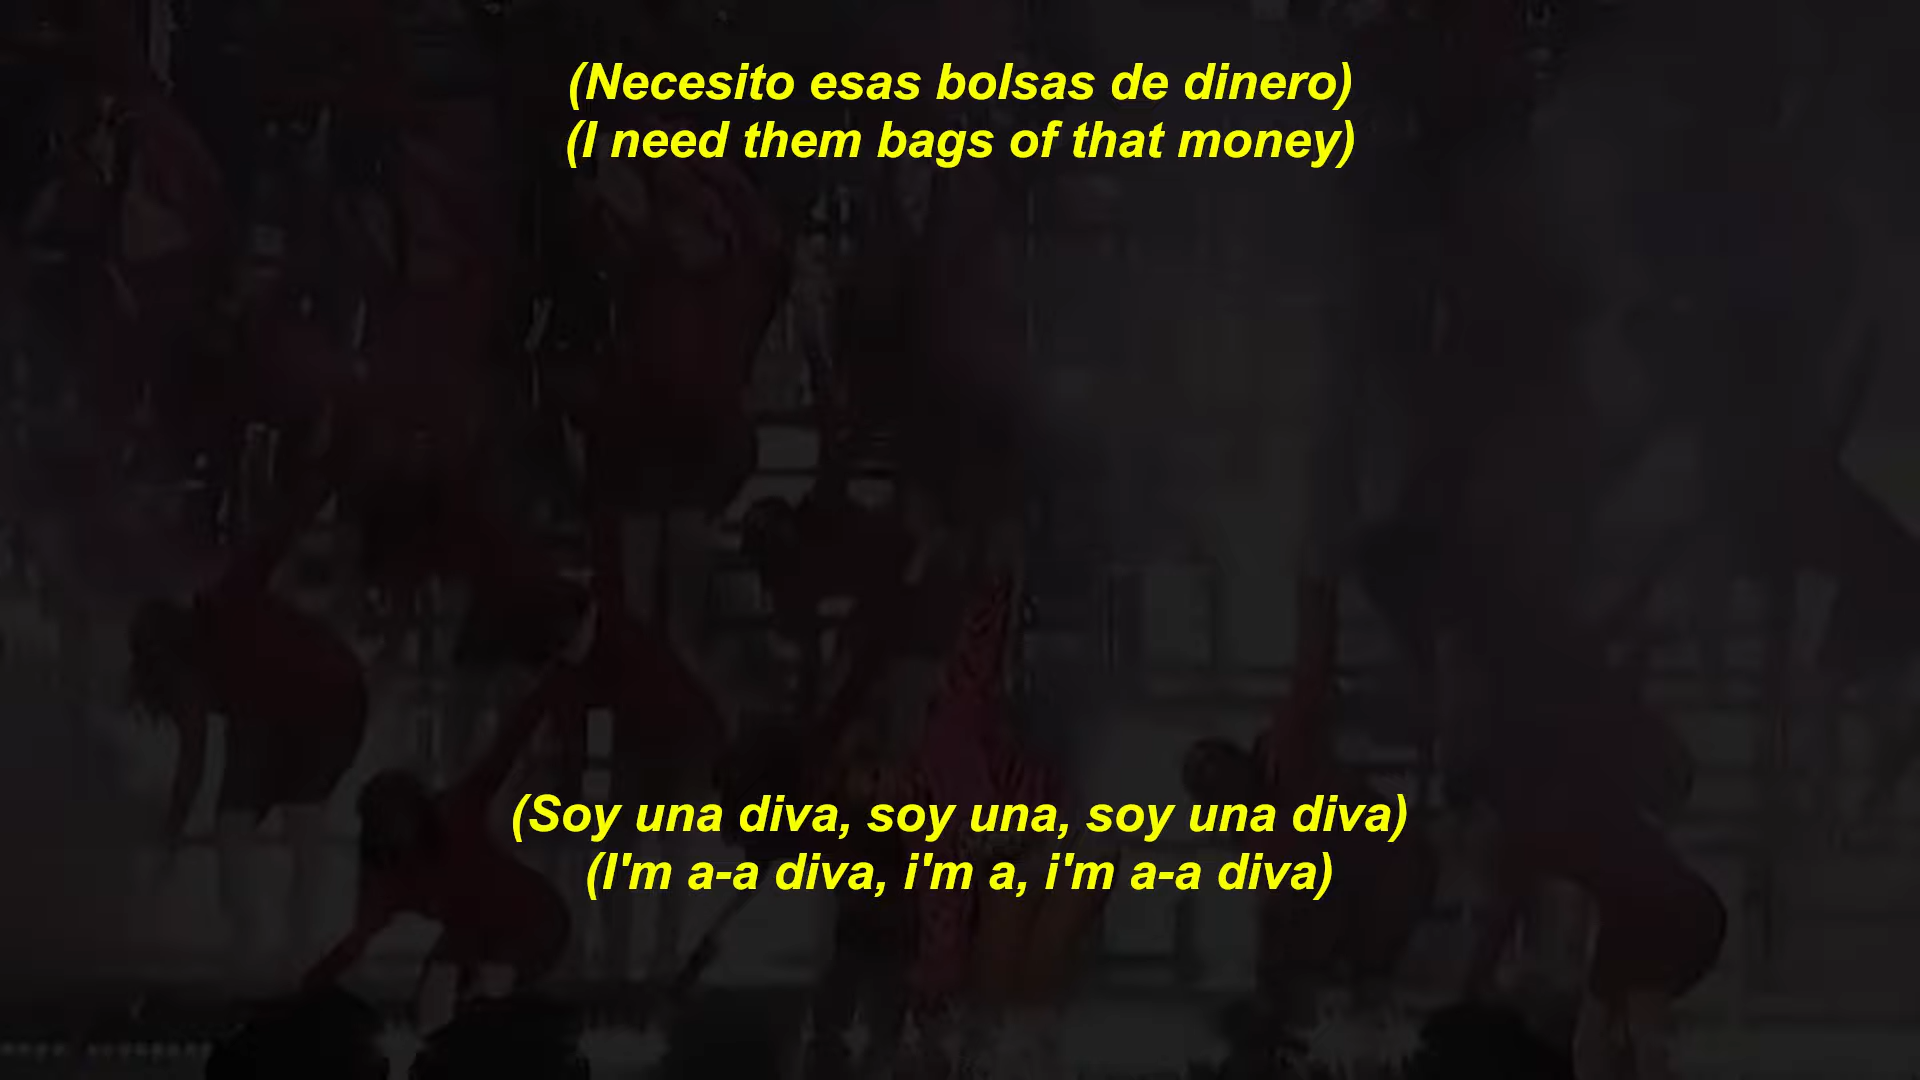 (Necesito esas bolsas de dinero)
(I need them bags of that money)
(Soy una diva, soy una, soy una diva)
(I'm a-a diva, i'm a, i'm a-a diva)